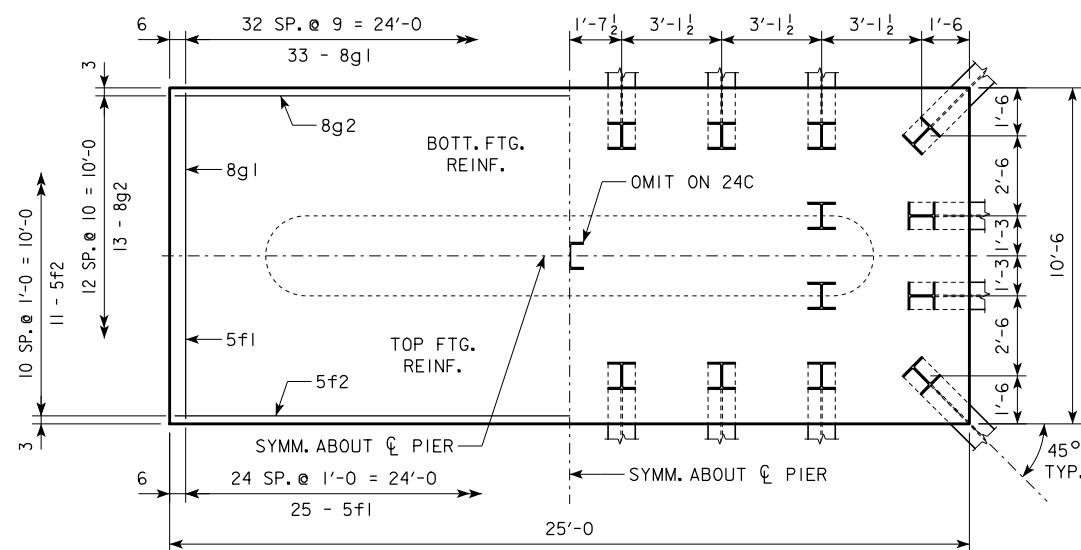 6
32 SP.@ 9 = 24'-0
33 - 8g1
1'-7½
3'-1½
3'-1½
3'-1½
1'-6
3
8g2
BOTT. FTG.
REINF.
8g1
OMIT ON 24C
10 SP.@ 1'-0 = 10'-0
11 - 5f2
12 SP.@ 10 = 10'-0
13 - 8g2
1'-6
2'-6
1'-3
1'-3
2'-6
1'-6
10'-6
5f1
TOP FTG.
REINF.
5f2
3
SYMM. ABOUT ℄ PIER
SYMM. ABOUT ℄ PIER
45°
TYP.
6
24 SP.@ 1'-0 = 24'-0
25 - 5f1
25'-0